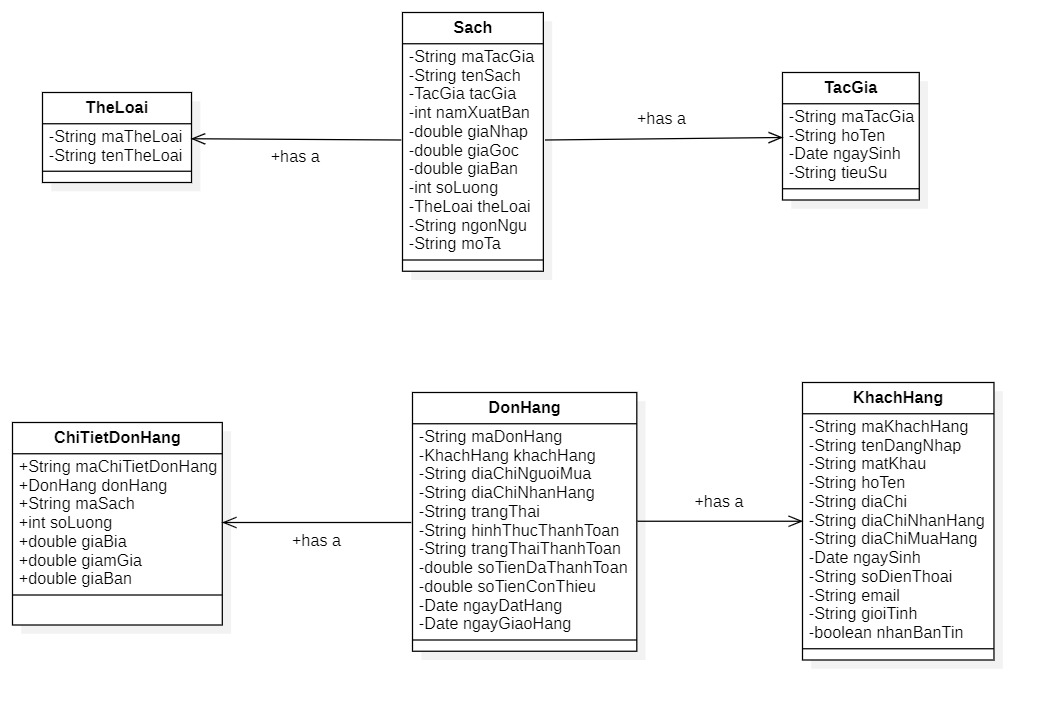 Sach
-String maTacGia
-String tenSach
-TacGia tacGia
-int namXuatBan
-double giaNhap
-double giaGoc
-double giaBan
-int soLuong
-TheLoai theLoai
-String ngonNgu
-String moTa
TheLoai
-String maTheLoai
-String tenTheLoai
+has a
+has a
TacGia
-String maTacGia
-String hoTen
-Date ngaySinh
-String tieuSu
ChiTietDonHang
+String maChiTietDonHang
+DonHang donHang
+String maSach
+int soLuong
+double giaBia
+double giamGia
+double giaBan
+has a
DonHang
-String maDonHang
-KhachHang khachHang
-String diaChiNguoiMua
-String diaChiNhanHang
-String trangThai
-String hinhThucThanhToan
-String trangThaiThanhToan
-double soTienDaThanhToan
-double soTienConThieu
-Date ngayDatHang
-Date ngayGiaoHang
+has a
KhachHang
-String maKhachHang
-String tenDangNhap
-String matKhau
-String hoTen
-String diaChi
-String diaChiNhanHang
-String diaChiMuaHang
-Date ngaySinh
-String soDienThoai
-String email
-String gioiTinh
-boolean nhanBanTin